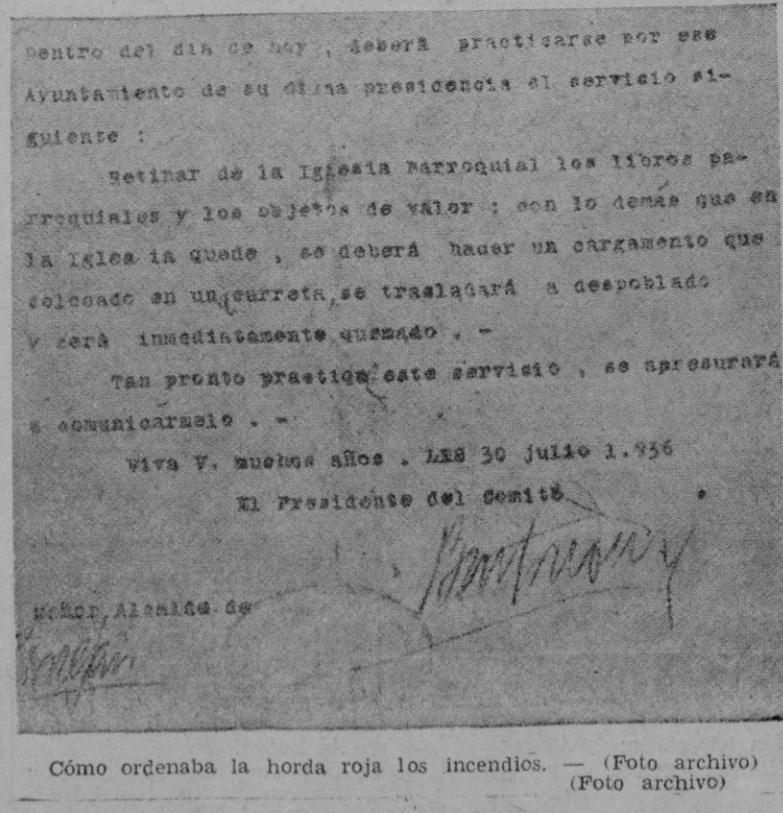 Dentro del dia de hoy , deberá practicarse por ese
Ayuntamiento de su digna presidencia el servicio si-
guiente :
Retirar de la Iglesia Parroquial los libros pa-
rroquiales y los objetos de valor ; con lo demás que en
la Igles ia quede , se deberá hacer un cargamento que
colocado en un carreta, se trasladará a despoblado
y será inmediatamente quemado . -
Tan pronto practique este servicio , se apresurará
a comunicármelo . -
Viva V. muchos años . LES 30 julio 1.936
El Presidente del Comité
Señor, Alcalde de
Cómo ordenaba la horda roja los incendios. — (Foto archivo)
(Foto archivo)